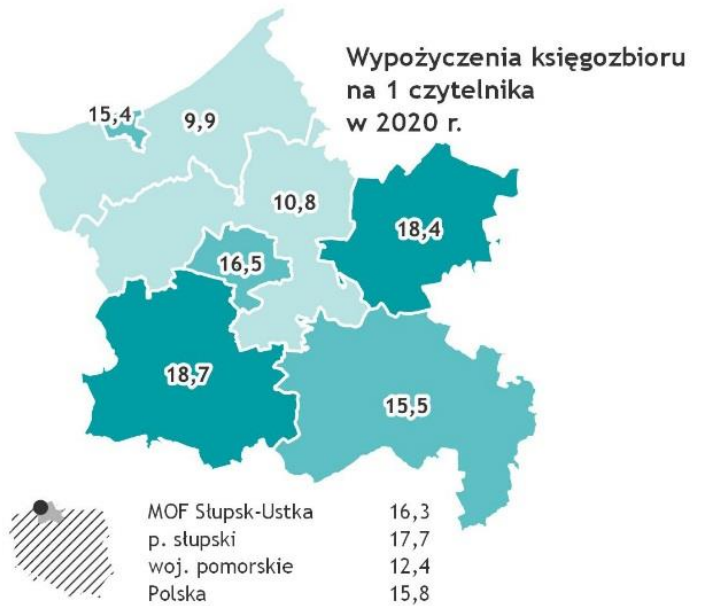 Wypożyczenia księgozbioru
na 1 czytelnika
w 2020 r.
15,4
9,9
10,8
18,4
16,5
18,7
15,5
MOF Słupsk-Ustka 16,3
p. słupski 17,7
woj. pomorskie 12,4
Polska 15,8